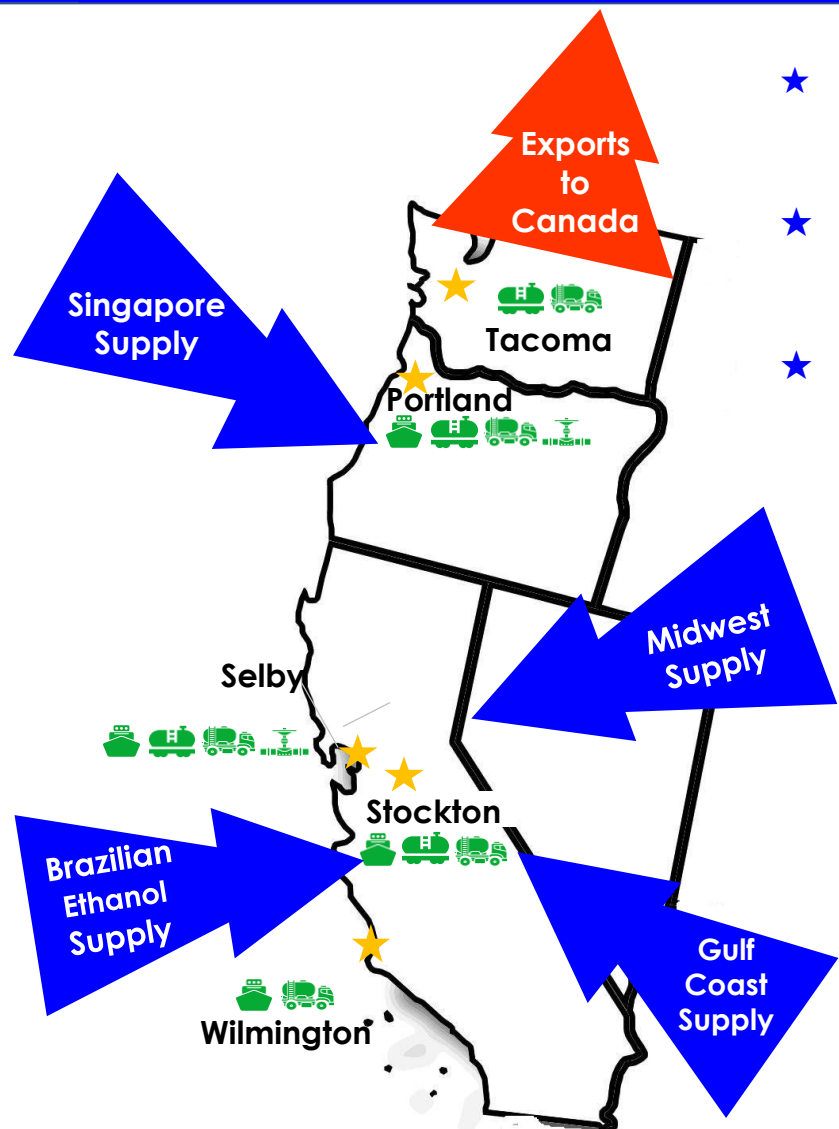 Exports
to
Canada
Singapore
Supply
Tacoma
Portland
Midwest
Supply
Selby
Stockton
Brazilian
Ethanol
Supply
Gulf
Coast
Supply
Wilmington